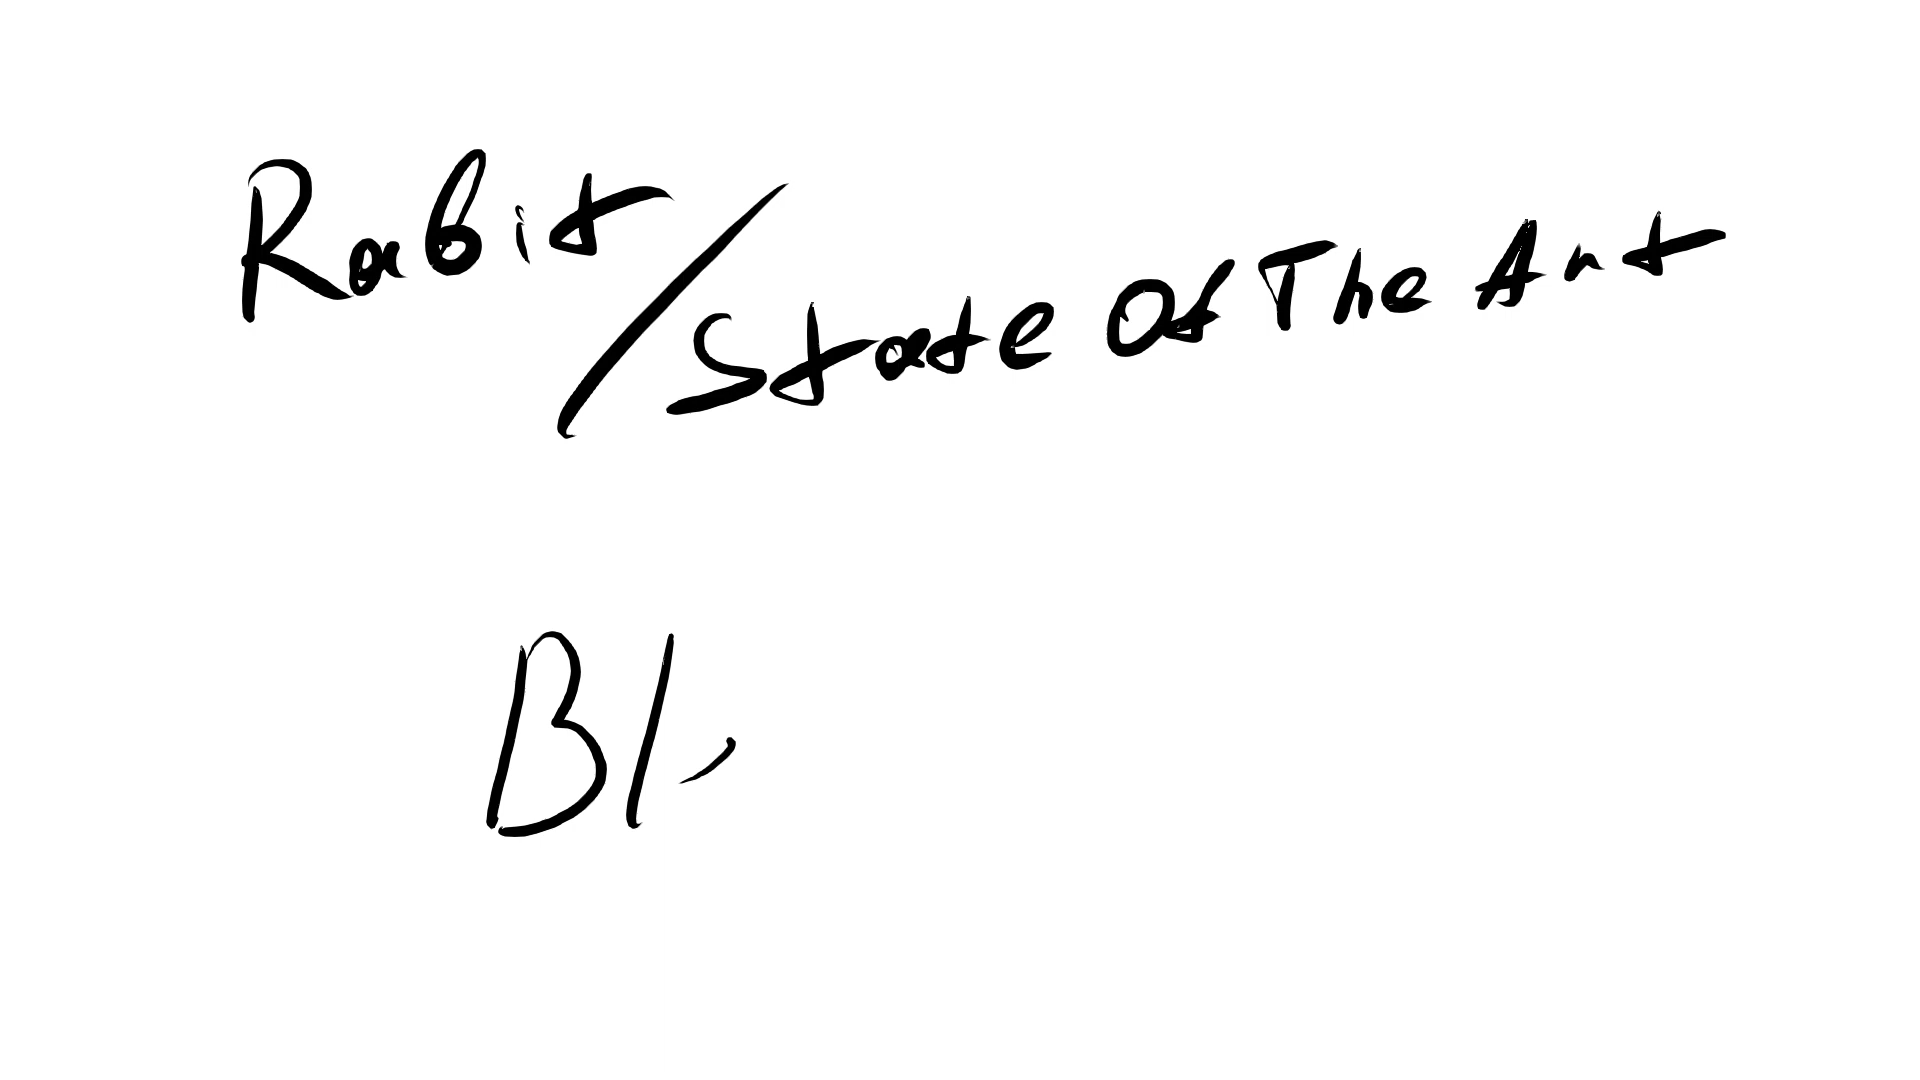 Rabit/State Of The Art
Bl